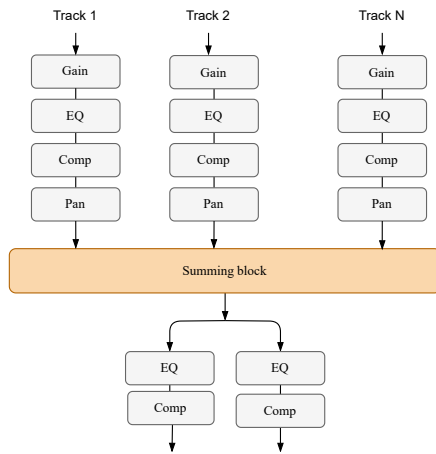 Track 1 Track 2 Track N
Gain Gain Gain
EQ EQ EQ
Comp Comp Comp
Pan Pan Pan
Summing block
EQ EQ
Comp Comp